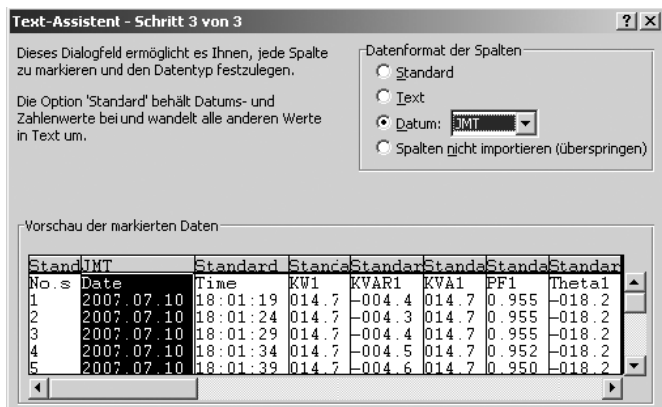 Text-Assistent - Schritt 3 von 3
Dieses Dialogfeld ermöglicht es Ihnen, jede Spalte
zu markieren und den Datentyp festzulegen.
Die Option 'Standard' behält Datums- und
Zahlenwerte bei und wandelt alle anderen Werte
in Text um.
Datenformat der Spalten
Standard
Text
Datum: JMT
Spalten nicht importieren (überspringen)
Vorschau der markierten Daten
Stand JMT Standard Standa Standar Standa Standa Standar
No.s Date Time KW1 KVAR1 KVA1 PF1 Theta1
1 2007.07.10 18:01:19 014.7 -004.4 014.7 0.955 -018.2
2 2007.07.10 18:01:24 014.7 -004.3 014.7 0.955 -018.2
3 2007.07.10 18:01:29 014.7 -004.4 014.7 0.955 -018.2
4 2007.07.10 18:01:34 014.7 -004.5 014.7 0.952 -018.2
5 2007.07.10 18:01:39 014.7 -004.6 014.7 0.950 -018.2